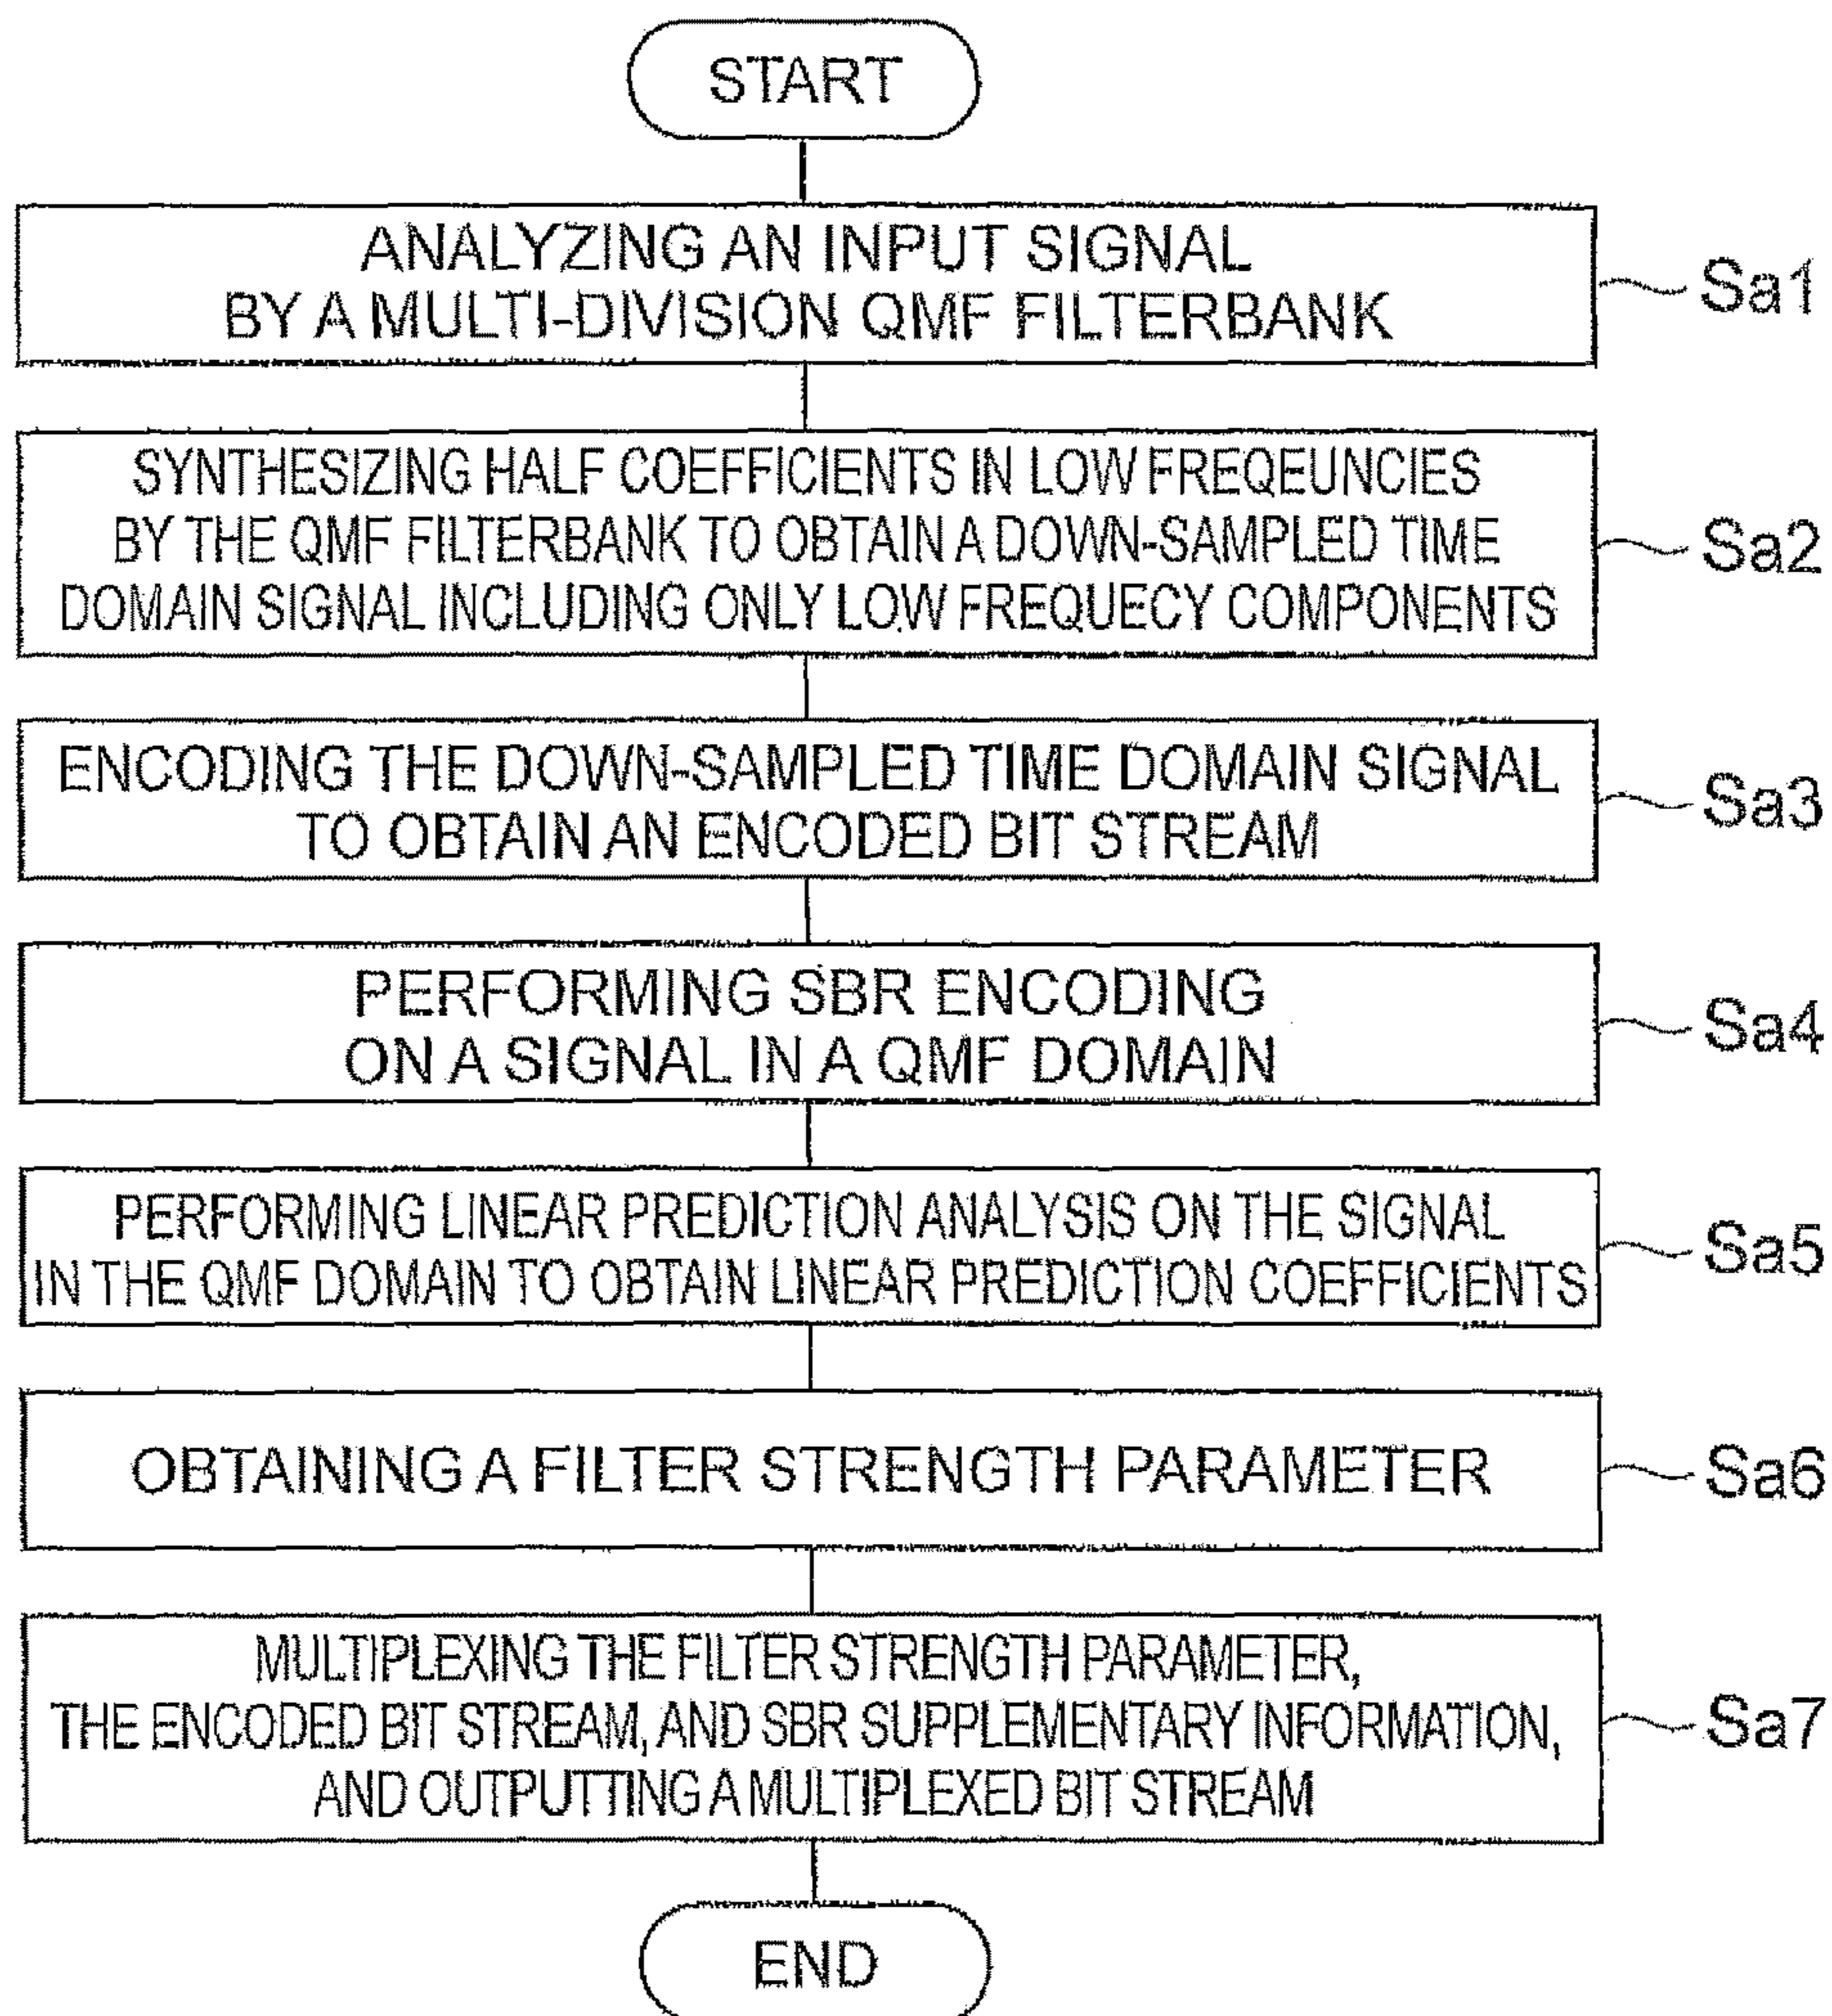 START
ANALYZING AN INPUT SIGNAL
BY A MULTI-DIVISION QMF FILTERBANK
Sa1
SYNTHESIZING HALF COEFFICIENTS IN LOW FREQEUNCIES
BY THE QMF FILTERBANK TO OBTAIN A DOWN-SAMPLED TIME
DOMAIN SIGNAL INCLUDING ONLY LOW FREQUECY COMPONENTS
Sa2
ENCODING THE DOWN-SAMPLED TIME DOMAIN SIGNAL
TO OBTAIN AN ENCODED BIT STREAM
Sa3
PERFORMING SBR ENCODING
ON A SIGNAL IN A QMF DOMAIN
Sa4
PERFORMING LINEAR PREDICTION ANALYSIS ON THE SIGNAL
IN THE QMF DOMAIN TO OBTAIN LINEAR PREDICTION COEFFICIENTS
Sa5
OBTAINING A FILTER STRENGTH PARAMETER
Sa6
MULTIPLEXING THE FILTER STRENGTH PARAMETER,
THE ENCODED BIT STREAM, AND SBR SUPPLEMENTARY INFORMATION,
AND OUTPUTTING A MULTIPLEXED BIT STREAM
Sa7
END